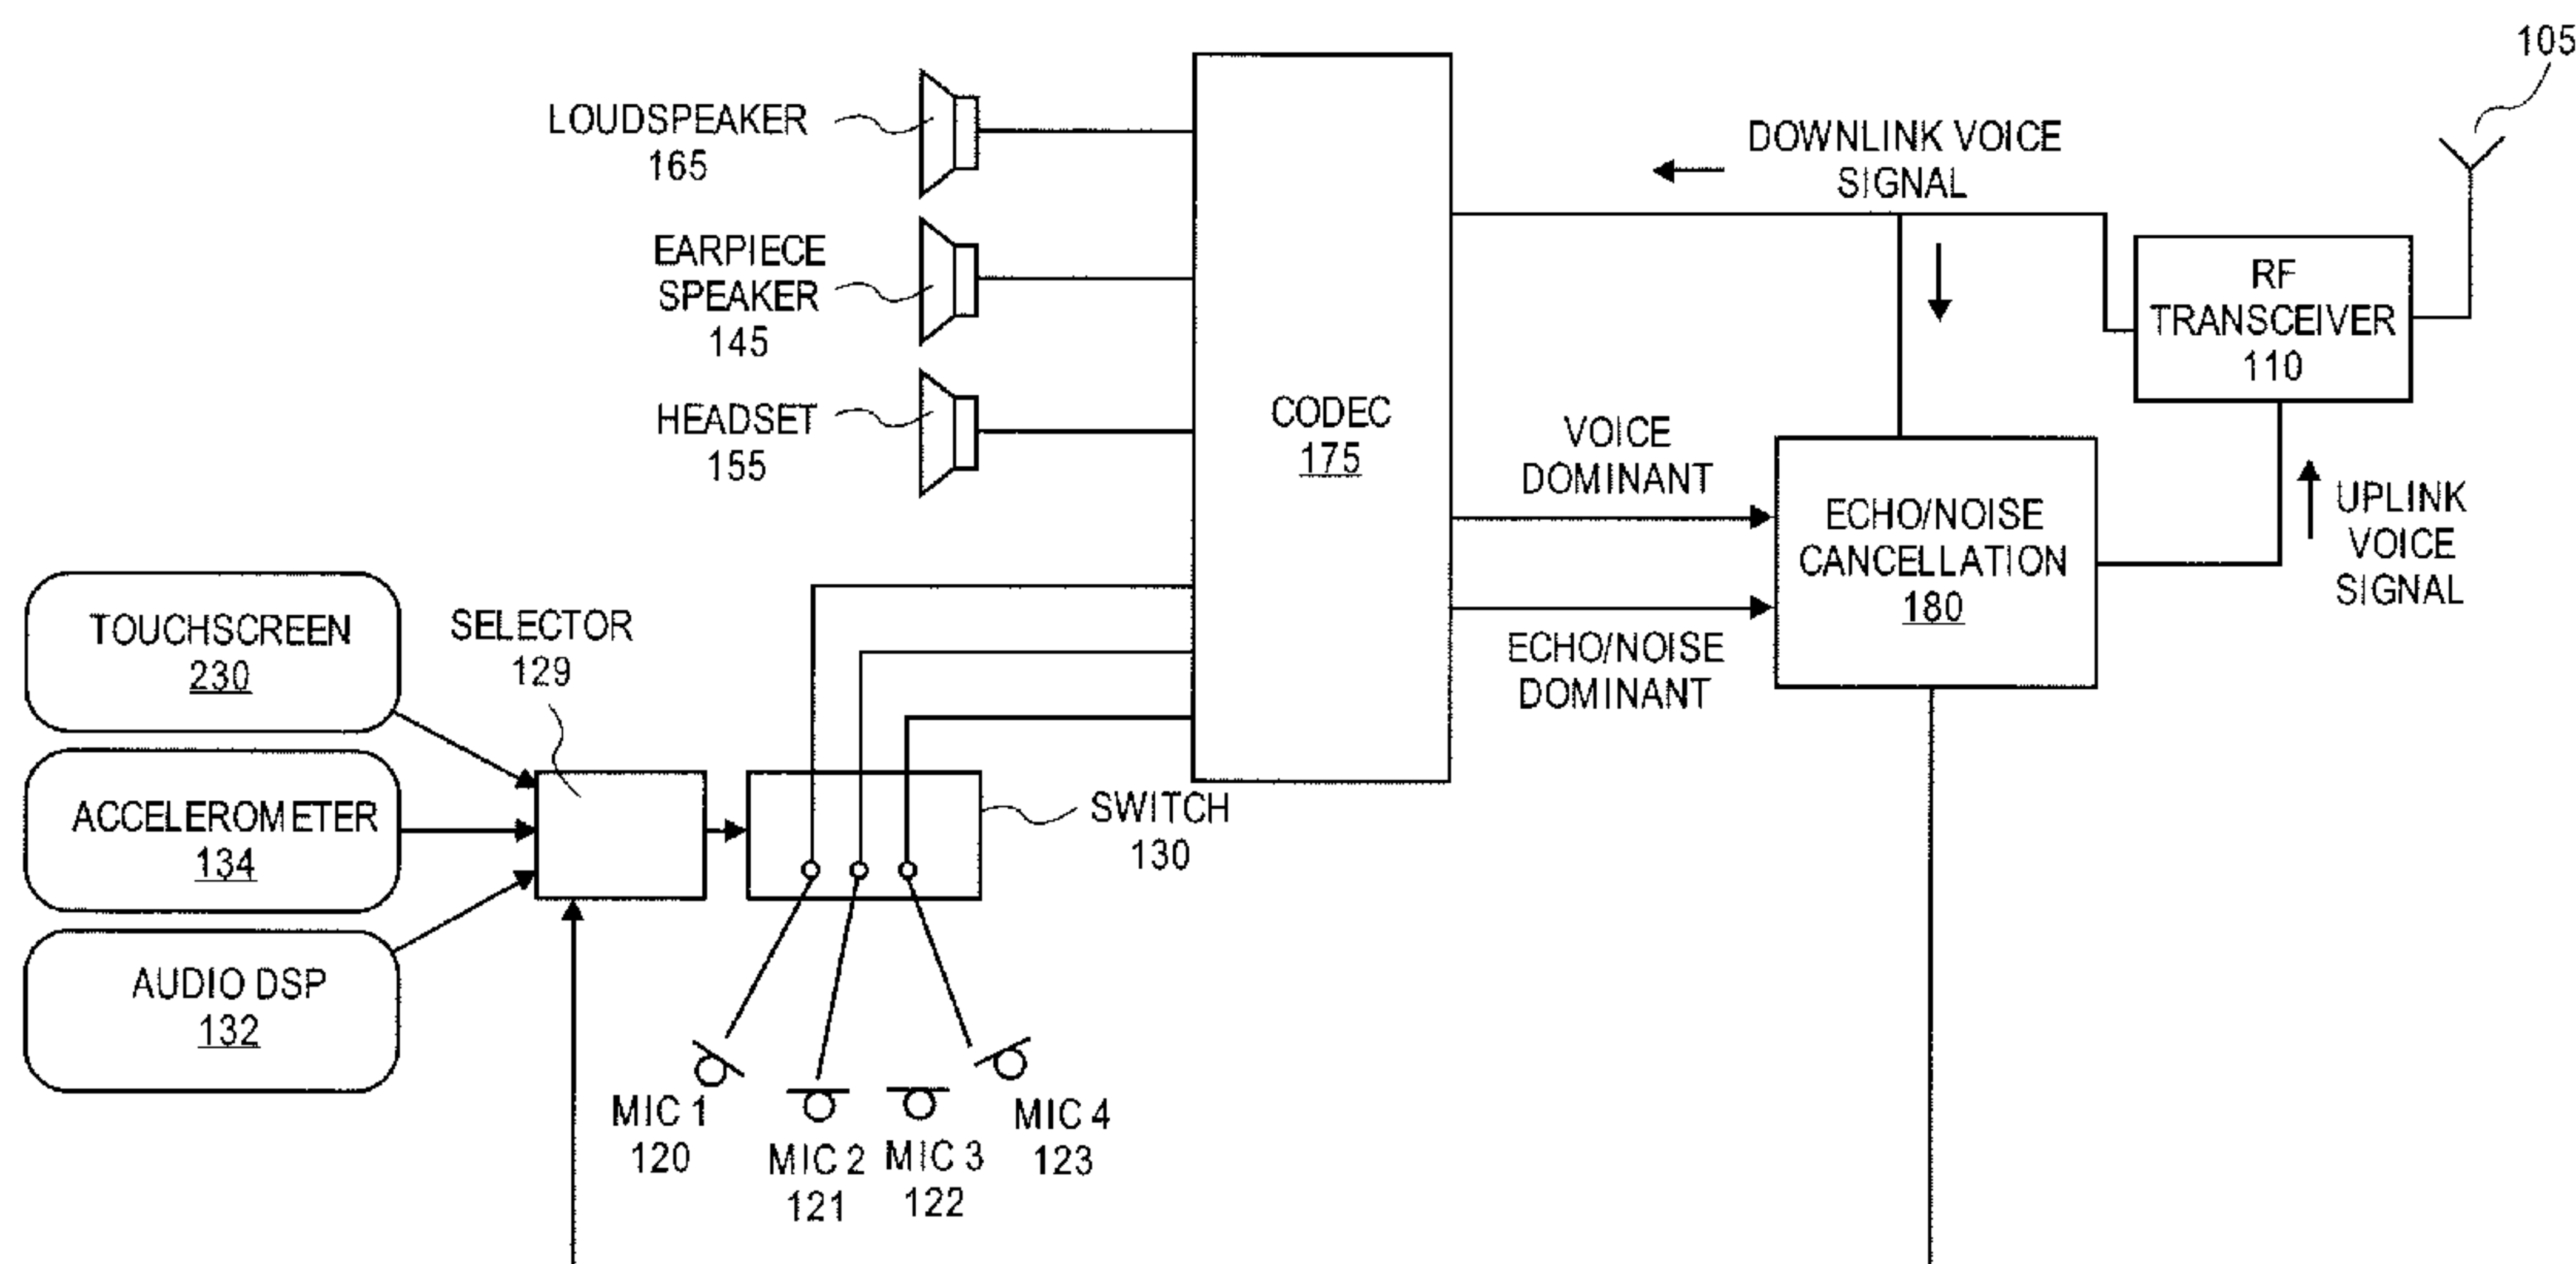 105
LOUDSPEAKER
165
DOWNLINK VOICE
SIGNAL
EARPIECE
SPEAKER
145
RF
TRANSCEIVER
110
HEADSET
155
CODEC
175
VOICE
DOMINANT
ECHO/NOISE
CANCELLATION
180
UPLINK
VOICE
SIGNAL
ECHO/NOISE
DOMINANT
TOUCHSCREEN
230
SELECTOR
129
ACCELEROMETER
134
SWITCH
130
AUDIO DSP
132
MIC 1
120
MIC 2
121
MIC 3
122
MIC 4
123